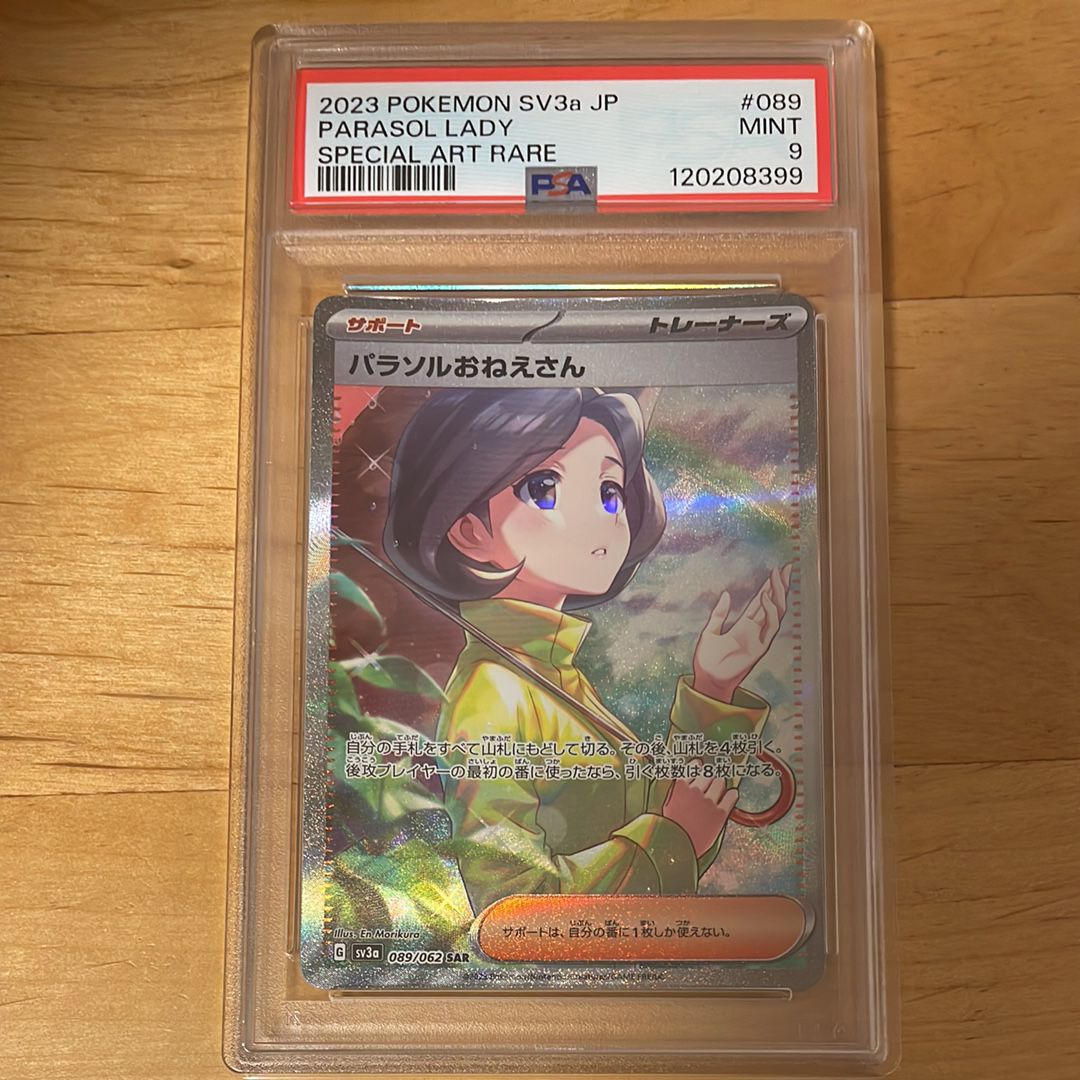 2023 POKEMON SV3a JP #089
PARASOL LADY MINT
SPECIAL ART RARE 9
PSA 120208399
サポート トレーナーズ
パラソルおねえさん
自分の手札をすべて山札にもどして切る。その後、山札を4枚引く。
後攻プレイヤーの最初の番に使ったなら、引く枚数は8枚になる。
Illus. En Morikura
サポートは、自分の番に1枚しか使えない。
G sv3a 089/062 SAR